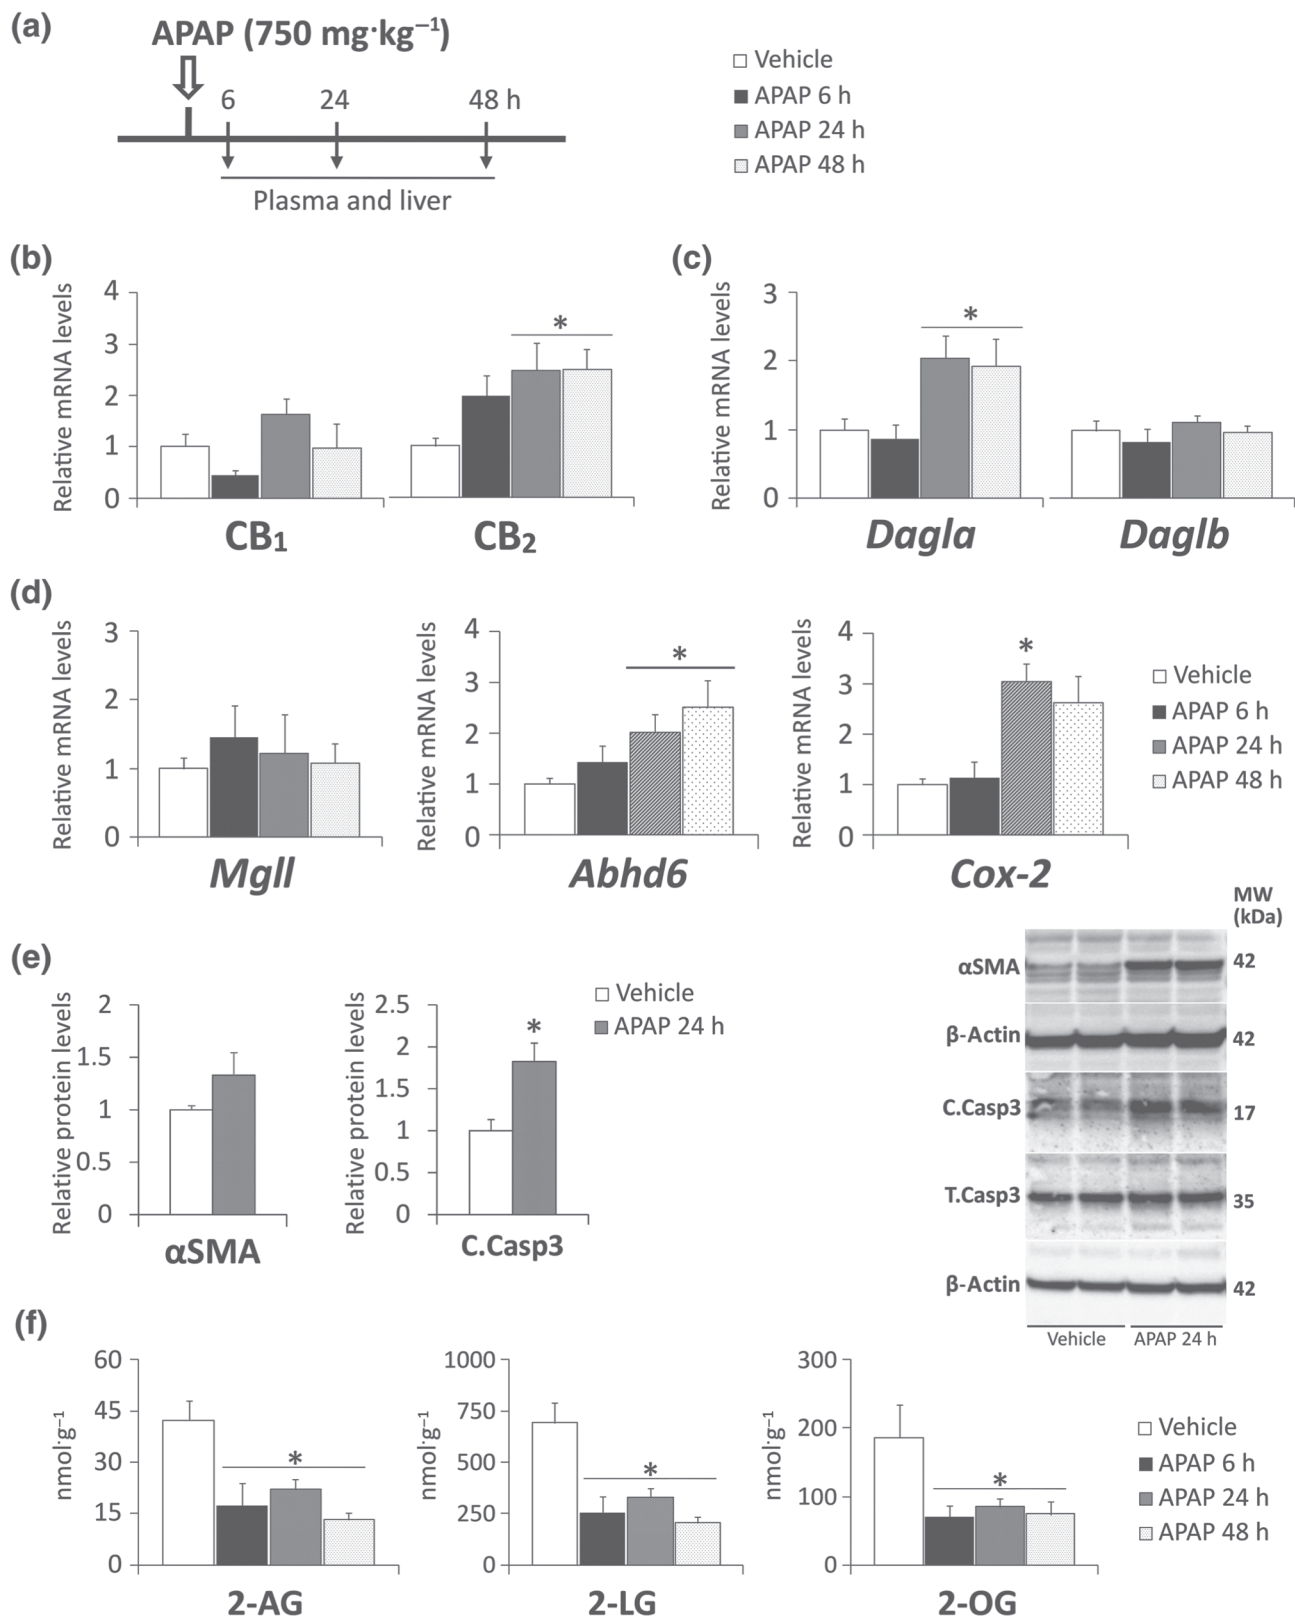 (a)
APAP (750 mg·kg⁻¹)
6 24 48 h
Plasma and liver
Vehicle
APAP 6 h
APAP 24 h
APAP 48 h
(b)
Relative mRNA levels
4
3
2
1
0
*
CB₁ CB₂
(c)
Relative mRNA levels
3
2
1
0
*
Dagla Daglb
(d)
Relative mRNA levels
3
2
1
0
Mgll
Relative mRNA levels
4
3
2
1
0
*
Abhd6
Relative mRNA levels
4
3
2
1
0
*
Cox-2
Vehicle
APAP 6 h
APAP 24 h
APAP 48 h
(e)
Relative protein levels
2
1.5
1
0.5
0
αSMA
Relative protein levels
2.5
2
1.5
1
0.5
0
*
C.Casp3
Vehicle
APAP 24 h
MW
(kDa)
αSMA 42
β-Actin 42
C.Casp3 17
T.Casp3 35
β-Actin 42
Vehicle APAP 24 h
(f)
nmol·g⁻¹
60
45
30
15
0
*
2-AG
nmol·g⁻¹
1000
750
500
250
0
*
2-LG
nmol·g⁻¹
300
200
100
0
*
2-OG
Vehicle
APAP 6 h
APAP 24 h
APAP 48 h